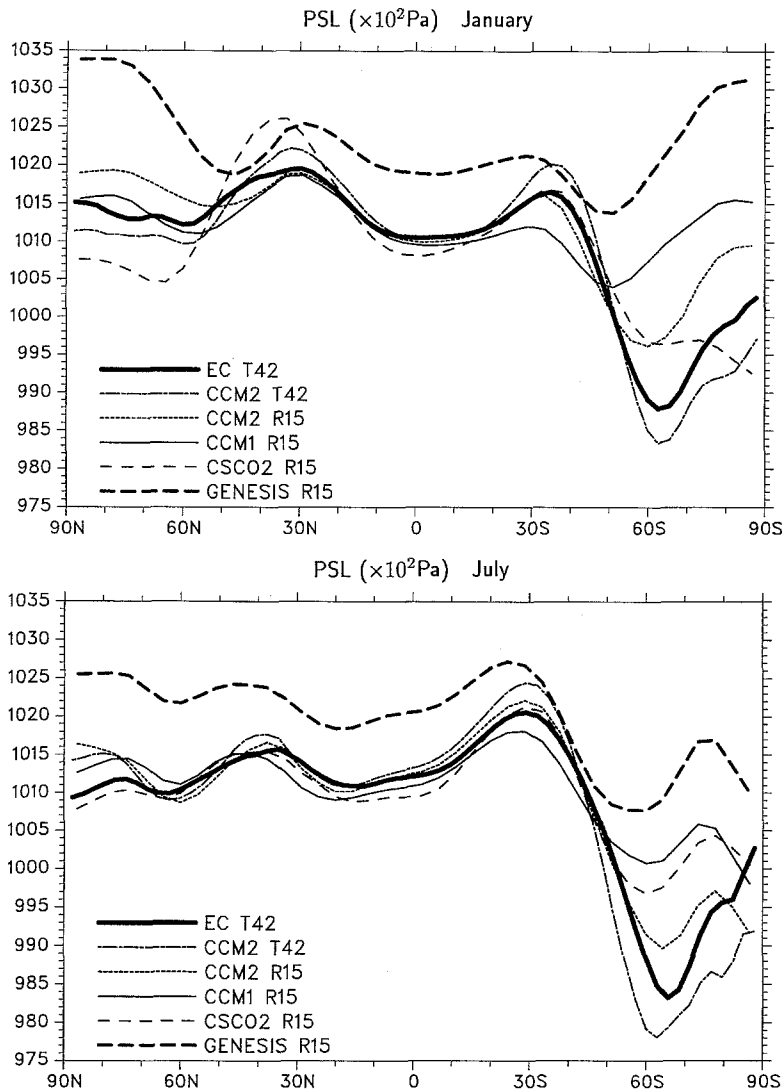 PSL (×10²Pa) January
1035
1030
1025
1020
1015
1010
1005
1000
995
990
985
980
975
EC T42
CCM2 T42
CCM2 R15
CCM1 R15
CSCO2 R15
GENESIS R15
90N 60N 30N 0 30S 60S 90S
PSL (×10²Pa) July
1035
1030
1025
1020
1015
1010
1005
1000
995
990
985
980
975
EC T42
CCM2 T42
CCM2 R15
CCM1 R15
CSCO2 R15
GENESIS R15
90N 60N 30N 0 30S 60S 90S